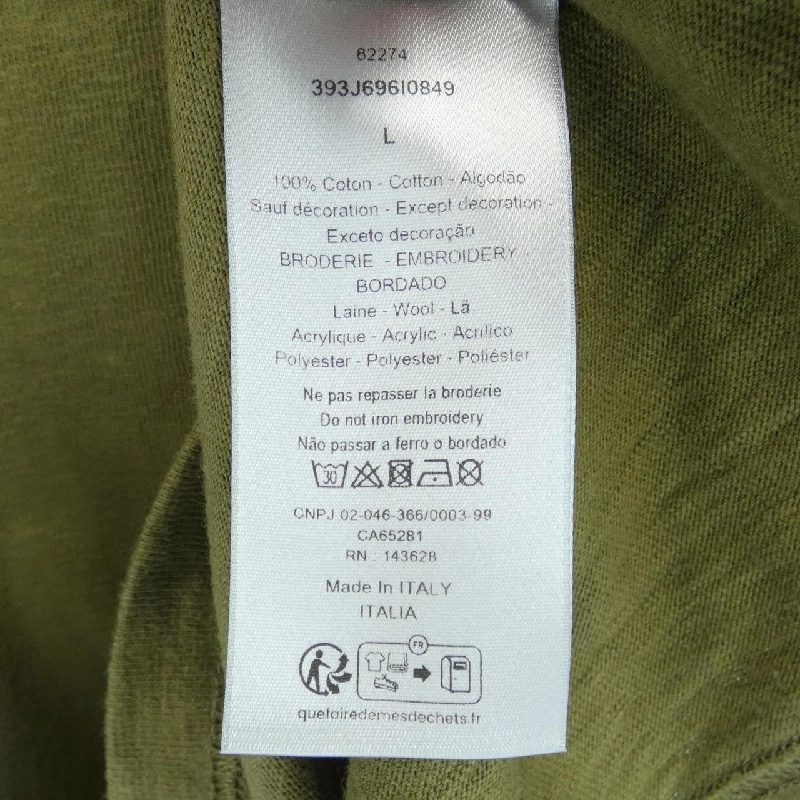 82274
393J696I0849
L
100% Coton - Cotton - Algodão
Sauf décoration - Except decoration -
Exceto decoração
BRODERIE - EMBROIDERY -
BORDADO
Laine - Wool - Lã
Acrylique - Acrylic - Acrílico
Polyester - Polyester - Poliéster
Ne pas repasser la broderie
Do not iron embroidery
Não passar a ferro o bordado
30
CNPJ 02-046-366/0003-99
CA65281
RN : 143628
Made In ITALY
ITALIA
FR
quefairedemesdechets.fr